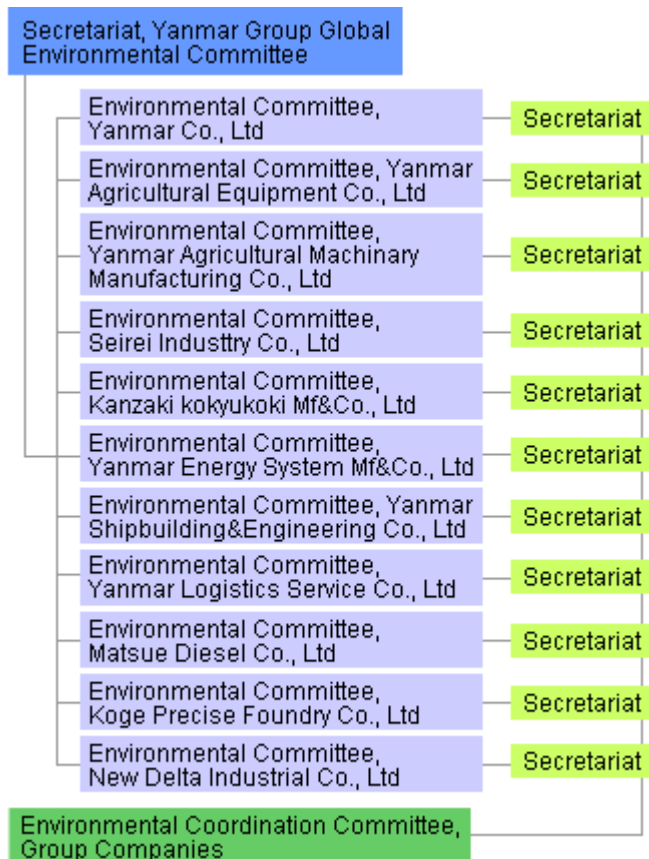 Secretariat, Yanmar Group Global
Environmental Committee
Environmental Committee,
Yanmar Co., Ltd
Secretariat
Environmental Committee, Yanmar
Agricultural Equipment Co., Ltd
Secretariat
Environmental Committee,
Yanmar Agricultural Machinary
Manufacturing Co., Ltd
Secretariat
Environmental Committee,
Seirei Industtry Co., Ltd
Secretariat
Environmental Committee,
Kanzaki kokyukoki Mf&Co., Ltd
Secretariat
Environmental Committee,
Yanmar Energy System Mf&Co., Ltd
Secretariat
Environmental Committee, Yanmar
Shipbuilding&Engineering Co., Ltd
Secretariat
Environmental Committee,
Yanmar Logistics Service Co., Ltd
Secretariat
Environmental Committee,
Matsue Diesel Co., Ltd
Secretariat
Environmental Committee,
Koge Precise Foundry Co., Ltd
Secretariat
Environmental Committee,
New Delta Industrial Co., Ltd
Secretariat
Environmental Coordination Committee,
Group Companies